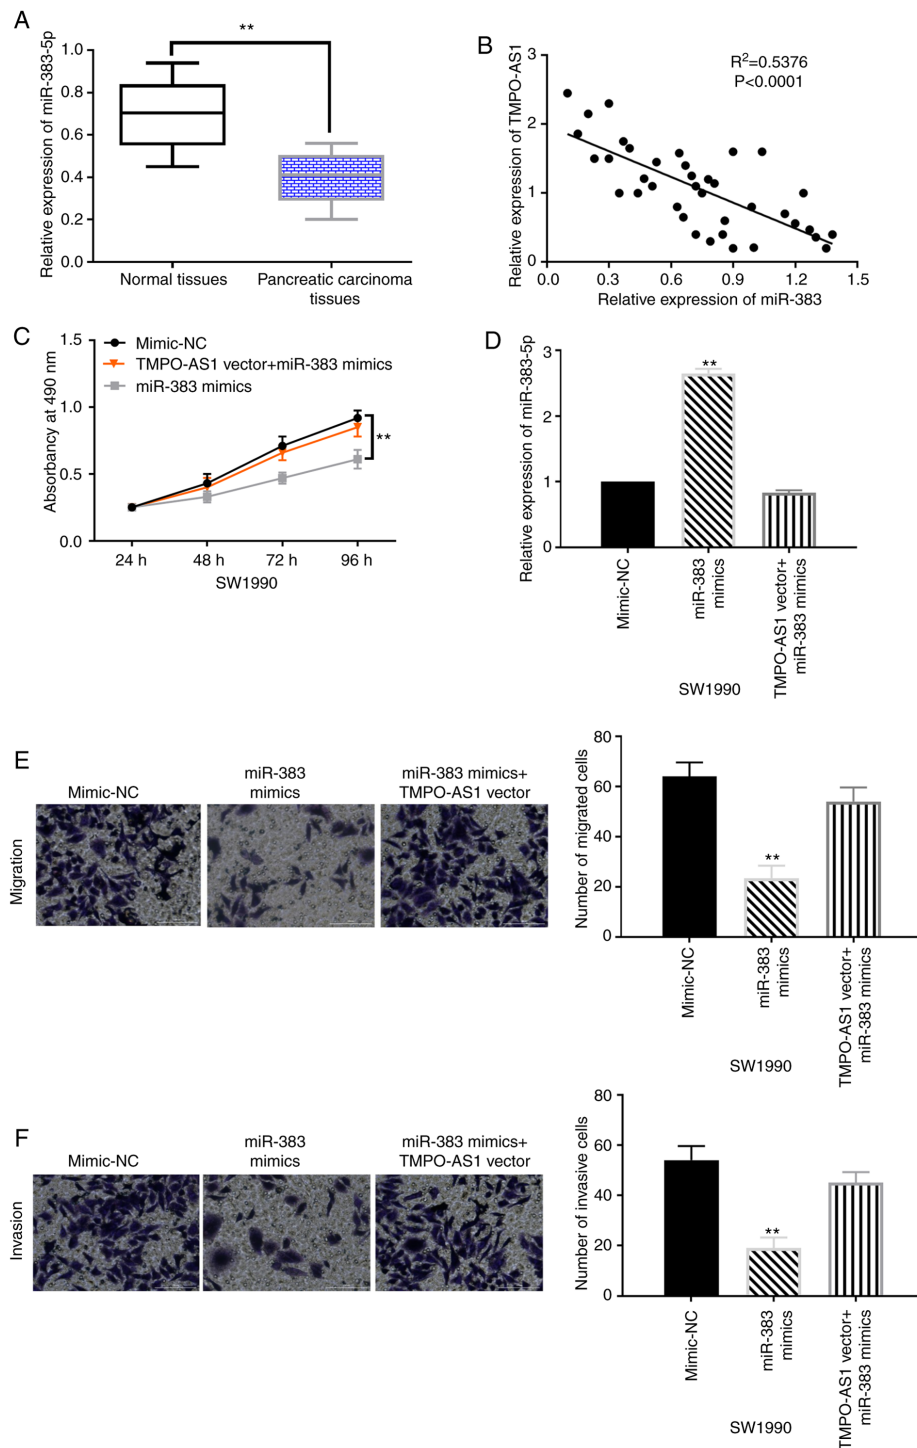 A
Relative expression of miR-383-5p
**
1.0
0.8
0.6
0.4
0.2
0.0
Normal tissues
Pancreatic carcinoma
tissues
B
Relative expression of TMPO-AS1
R²=0.5376
P<0.0001
3
2
1
0
0.0
0.3
0.6
0.9
1.2
1.5
Relative expression of miR-383
C
Absorbancy at 490 nm
1.5
1.0
0.5
0.0
Mimic-NC
TMPO-AS1 vector+miR-383 mimics
miR-383 mimics
**
24 h
48 h
72 h
96 h
SW1990
D
Relative expression of miR-383-5p
3
2
1
0
**
Mimic-NC
miR-383
mimics
TMPO-AS1 vector+
miR-383 mimics
SW1990
E
Migration
Mimic-NC
miR-383
mimics
miR-383 mimics+
TMPO-AS1 vector
Number of migrated cells
80
60
40
20
0
**
Mimic-NC
miR-383
mimics
TMPO-AS1 vector+
miR-383 mimics
SW1990
F
Invasion
Mimic-NC
miR-383
mimics
miR-383 mimics+
TMPO-AS1 vector
Number of invasive cells
80
60
40
20
0
**
Mimic-NC
miR-383
mimics
TMPO-AS1 vector+
miR-383 mimics
SW1990